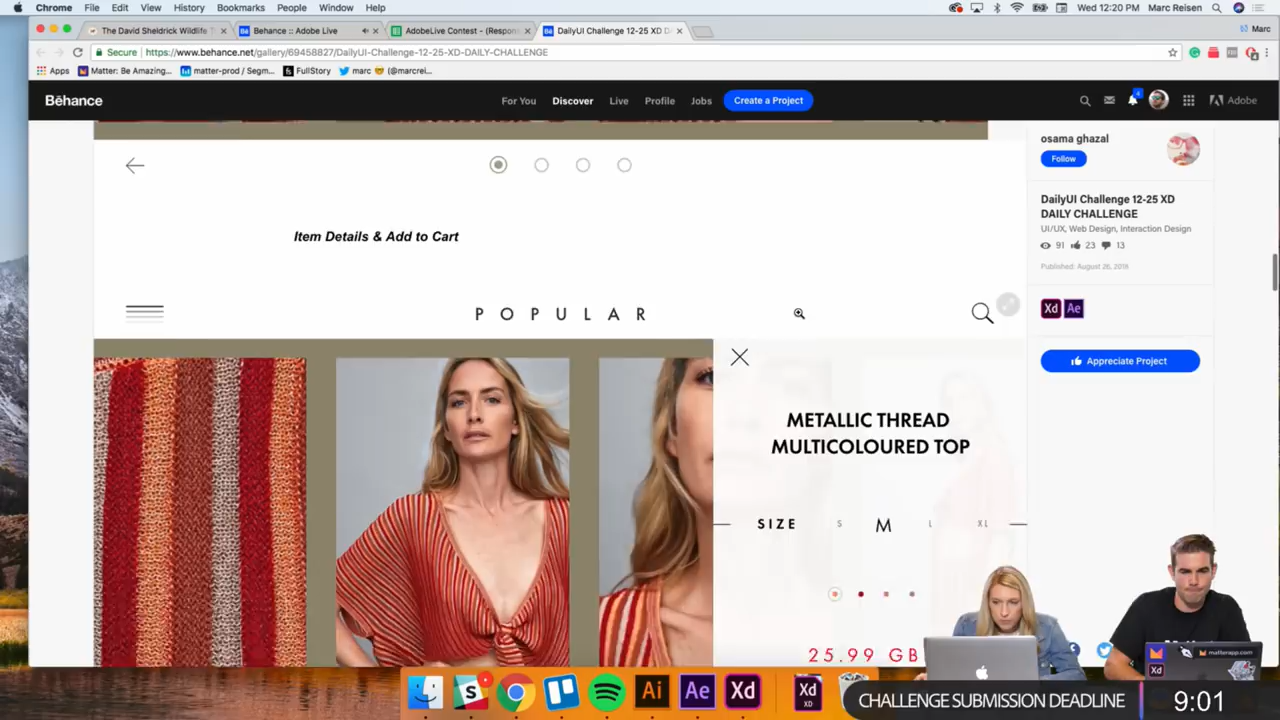 Chrome File Edit View History Bookmarks People Window Help Wed 12:20 PM Marc Reisen
The David Sheldrick Wildlife T Behance :: Adobe Live AdobeLive Contest - (Respon DailyUI Challenge 12-25 XD D Marc
Secure https://www.behance.net/gallery/69458827/DailyUI-Challenge-12-25-XD-DAILY-CHALLENGE
Apps Matter: Be Amazing... matter-prod / Segm... FullStory marc (@marcrei...
Bēhance For You Discover Live Profile Jobs Create a Project 4 Adobe
osama ghazal
Follow
DailyUI Challenge 12-25 XD
DAILY CHALLENGE
UI/UX, Web Design, Interaction Design
91 23 13
Published: August 26, 2018
Xd Ae
Appreciate Project
Item Details & Add to Cart
POPULAR
METALLIC THREAD
MULTICOLOURED TOP
SIZE S M L XL
25.99 GB
matterapp.com
Xd
Ai Ae Xd Xd
XD
CHALLENGE SUBMISSION DEADLINE 9:01